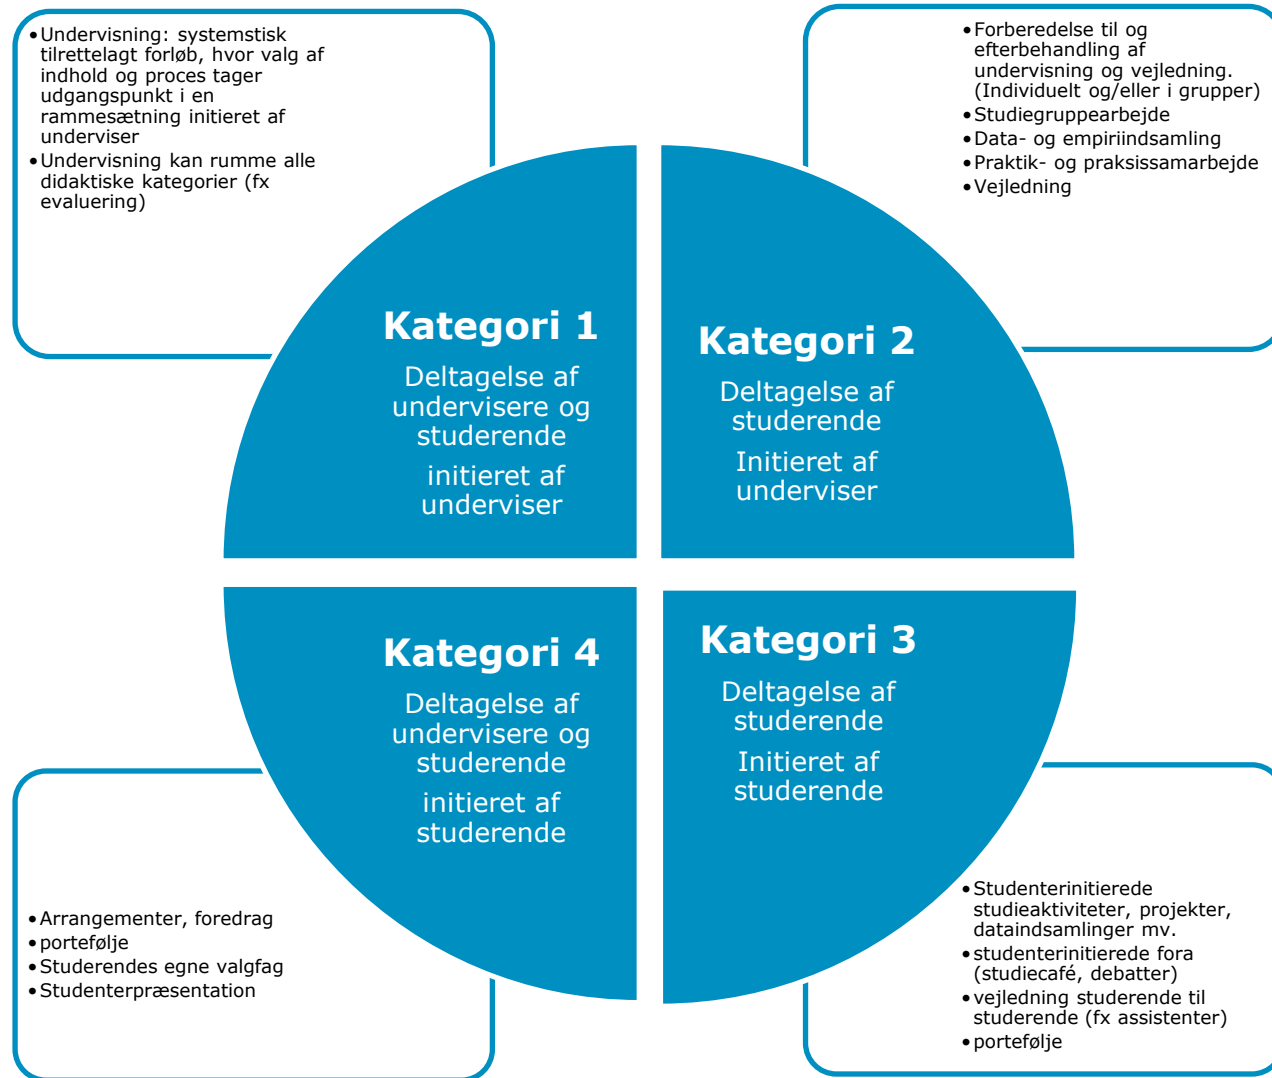 •Undervisning: systemstisk
tilrettelagt forløb, hvor valg af
indhold og proces tager
udgangspunkt i en
rammesætning initieret af
underviser
•Undervisning kan rumme alle
didaktiske kategorier (fx
evaluering)
•Forberedelse til og
efterbehandling af
undervisning og vejledning.
(Individuelt og/eller i grupper)
•Studiegruppearbejde
•Data- og empiriindsamling
•Praktik- og praksissamarbejde
•Vejledning
Kategori 1
Deltagelse af
undervisere og
studerende
initieret af
underviser
Kategori 2
Deltagelse af
studerende
Initieret af
underviser
Kategori 4
Deltagelse af
undervisere og
studerende
initieret af
studerende
Kategori 3
Deltagelse af
studerende
Initieret af
studerende
•Arrangementer, foredrag
•portefølje
•Studerendes egne valgfag
•Studenterpræsentation
•Studenterinitierede
studieaktiviteter, projekter,
dataindsamlinger mv.
•studenterinitierede fora
(studiecafé, debatter)
•vejledning studerende til
studerende (fx assistenter)
•portefølje